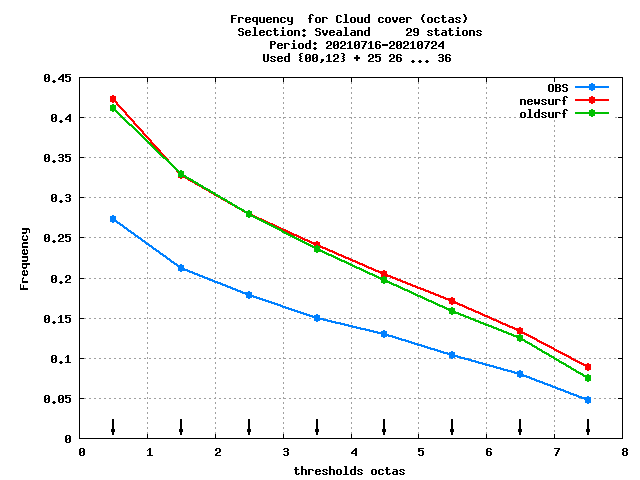 Frequency  for Cloud cover (octas)
Selection: Svealand     29 stations
Period: 20210716-20210724
Used {00,12} + 25 26 ... 36
OBS
newsurf
oldsurf
Frequency
0.45
0.4
0.35
0.3
0.25
0.2
0.15
0.1
0.05
0
0 1 2 3 4 5 6 7 8
thresholds octas